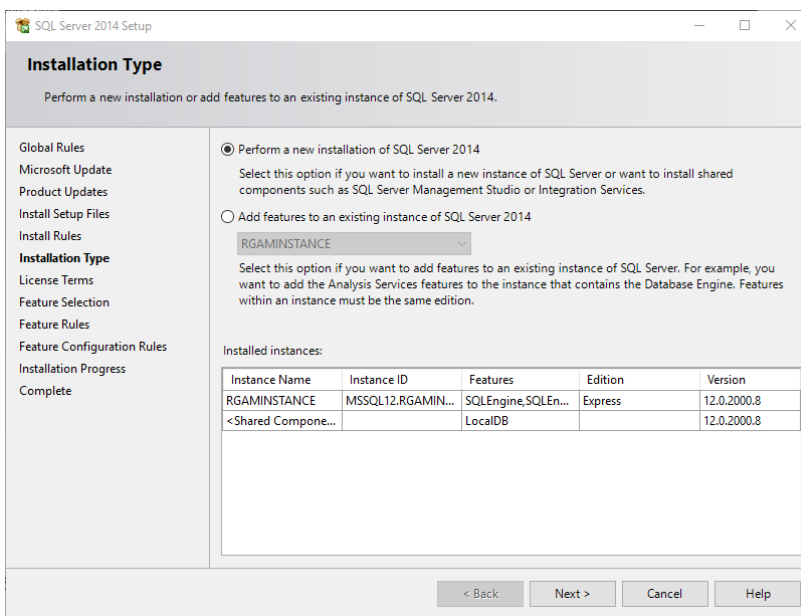 SQL Server 2014 Setup
Installation Type
Perform a new installation or add features to an existing instance of SQL Server 2014.
Global Rules
Microsoft Update
Product Updates
Install Setup Files
Install Rules
Installation Type
License Terms
Feature Selection
Feature Rules
Feature Configuration Rules
Installation Progress
Complete
Perform a new installation of SQL Server 2014
Select this option if you want to install a new instance of SQL Server or want to install shared
components such as SQL Server Management Studio or Integration Services.
Add features to an existing instance of SQL Server 2014
RGAMINSTANCE
Select this option if you want to add features to an existing instance of SQL Server. For example, you
want to add the Analysis Services features to the instance that contains the Database Engine. Features
within an instance must be the same edition.
Installed instances:
Instance Name Instance ID Features Edition Version
RGAMINSTANCE MSSQL12.RGAMIN... SQLEngine,SQLEn... Express 12.0.2000.8
<Shared Compone... LocalDB 12.0.2000.8
< Back Next > Cancel Help